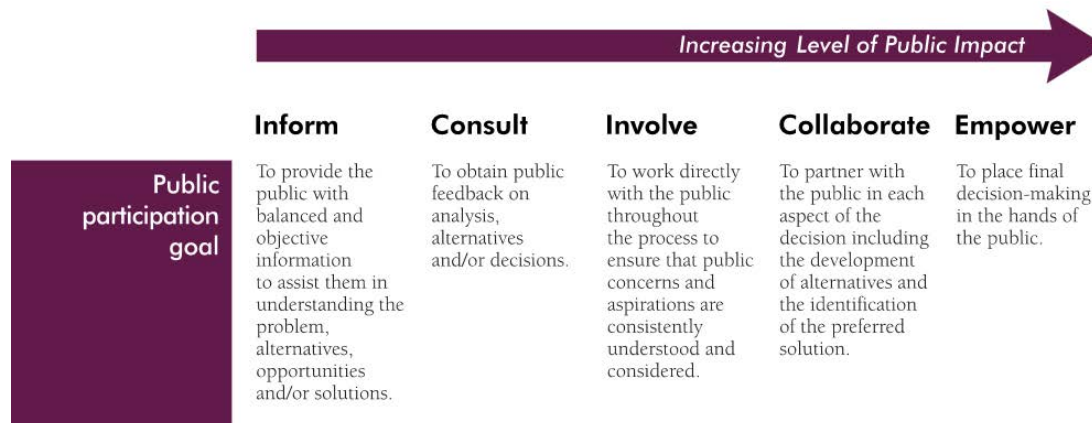 Increasing Level of Public Impact
Inform
To provide the
public with
balanced and
objective
information
to assist them in
understanding the
problem,
alternatives,
opportunities
and/or solutions.
Consult
To obtain public
feedback on
analysis,
alternatives
and/or decisions.
Involve
To work directly
with the public
throughout
the process to
ensure that public
concerns and
aspirations are
consistently
understood and
considered.
Collaborate
To partner with
the public in each
aspect of the
decision including
the development
of alternatives and
the identification
of the preferred
solution.
Empower
To place final
decision-making
in the hands of
the public.
Public
participation
goal